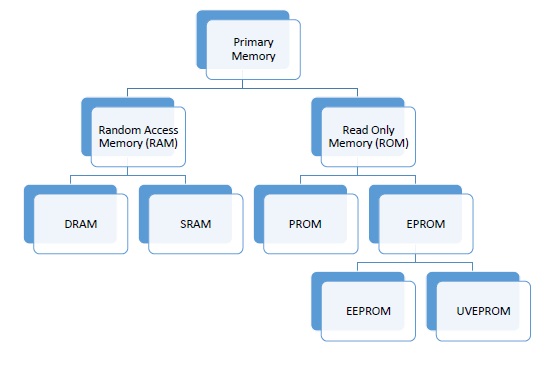 Primary
Memory
Random Access
Memory (RAM)
Read Only
Memory (ROM)
DRAM
SRAM
PROM
EPROM
EEPROM
UVEPROM